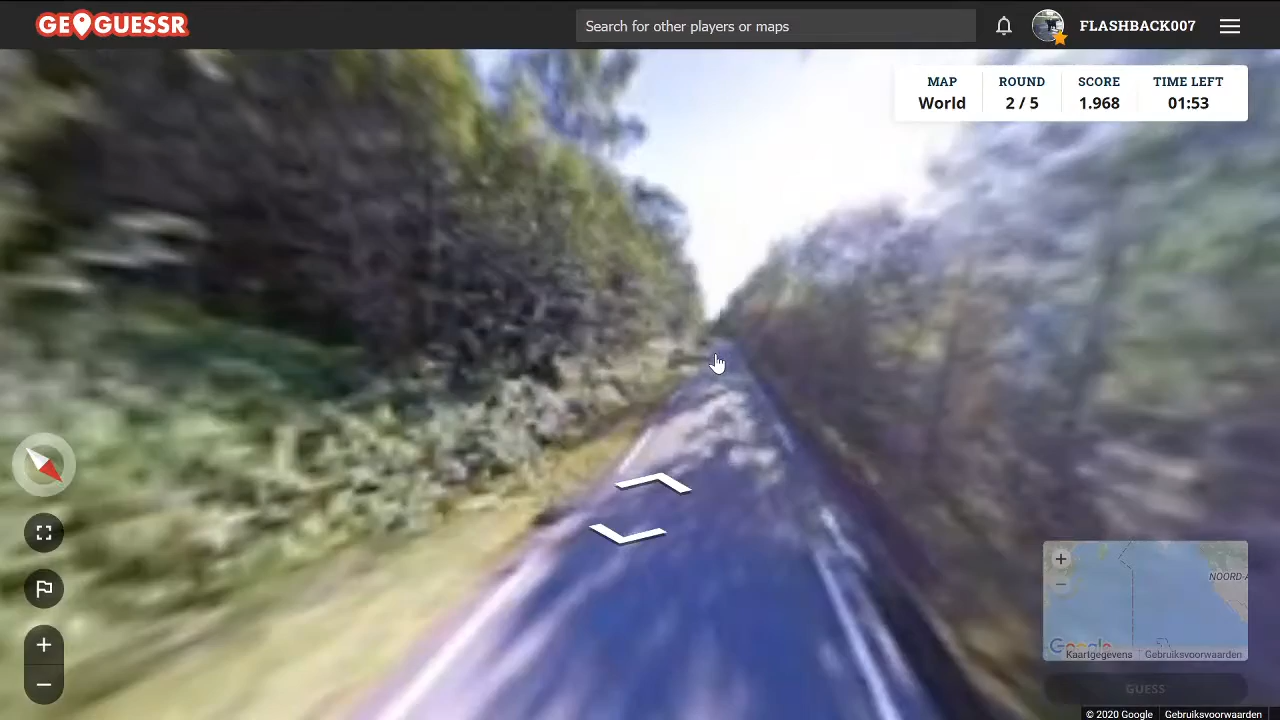 GEOGUESSR
Search for other players or maps
FLASHBACK007
MAP
World
ROUND
2 / 5
SCORE
1.968
TIME LEFT
01:53
+
−
+
−
NOORD-A
Google
Kaartgegevens
Gebruiksvoorwaarden
GUESS
© 2020 Google
Gebruiksvoorwaarden